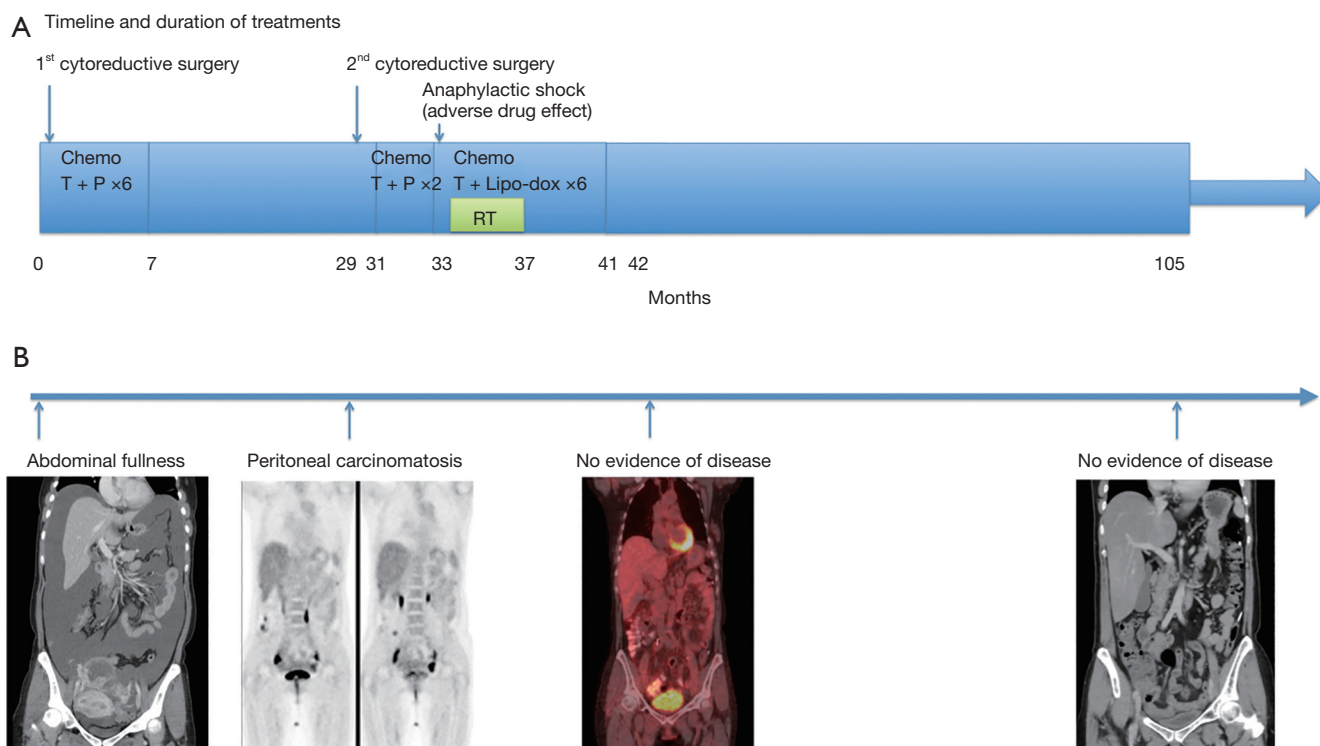 A Timeline and duration of treatments
1st cytoreductive surgery
2nd cytoreductive surgery
Anaphylactic shock
(adverse drug effect)
Chemo
T + P ×6
Chemo
T + P ×2
Chemo
T + Lipo-dox ×6
RT
0 7 29 31 33 37 41 42 105
Months
B
Abdominal fullness
Peritoneal carcinomatosis
No evidence of disease
No evidence of disease